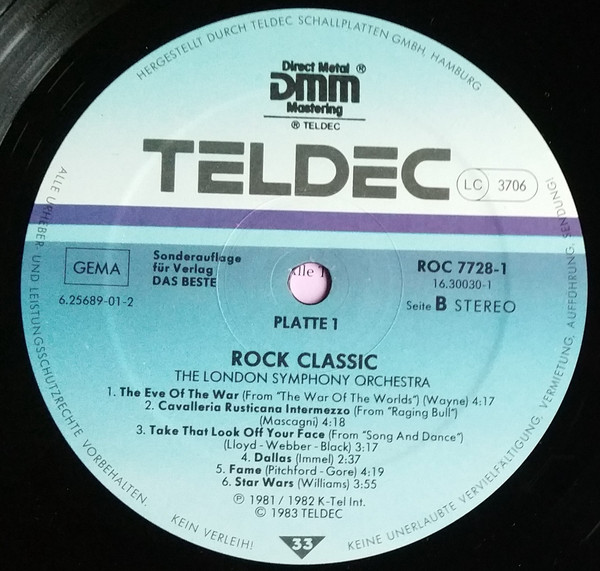 HERGESTELLT DURCH TELDEC SCHALLPLATTEN GMBH, HAMBURG
Direct Metal ®
DMM
Mastering
® TELDEC
TELDEC
LC 3706
GEMA
6.25689-01-2
Sonderauflage
für Verlag
DAS BESTE
ROC 7728-1
16.30030-1
Seite B STEREO
PLATTE 1
ROCK CLASSIC
THE LONDON SYMPHONY ORCHESTRA
1. The Eve Of The War (From "The War Of The Worlds") (Wayne) 4:17
2. Cavalleria Rusticana Intermezzo (From "Raging Bull")
(Mascagni) 4:18
3. Take That Look Off Your Face (From "Song And Dance")
(Lloyd - Webber - Black) 3:17
4. Dallas (Immel) 2:37
5. Fame (Pitchford - Gore) 4:19
6. Star Wars (Williams) 3:55
℗ 1981 / 1982 K-Tel Int.
© 1983 TELDEC
33
ALLE URHEBER- UND LEISTUNGSSCHUTZRECHTE VORBEHALTEN.
KEIN VERLEIH!
KEINE UNERLAUBTE VERVIELFÄLTIGUNG, VERMIETUNG, AUFFÜHRUNG, SENDUNG!